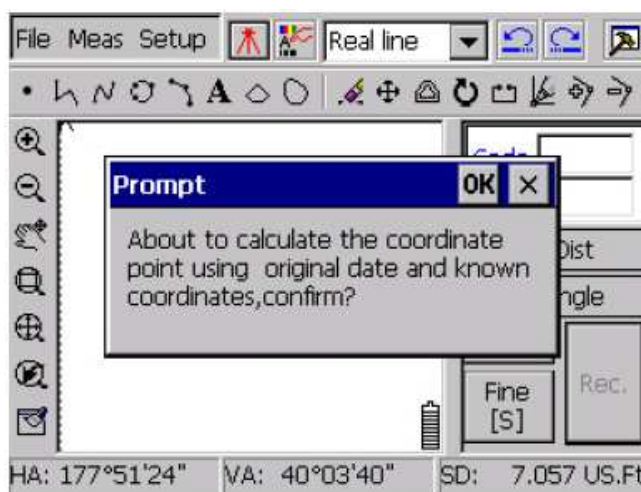 File Meas Setup Real line
A
Code
Prompt OK ×
About to calculate the coordinate
point using original date and known
coordinates,confirm?
Dist
ngle
Fine
[S]
Rec.
HA: 177°51'24" VA: 40°03'40" SD: 7.057 US.Ft